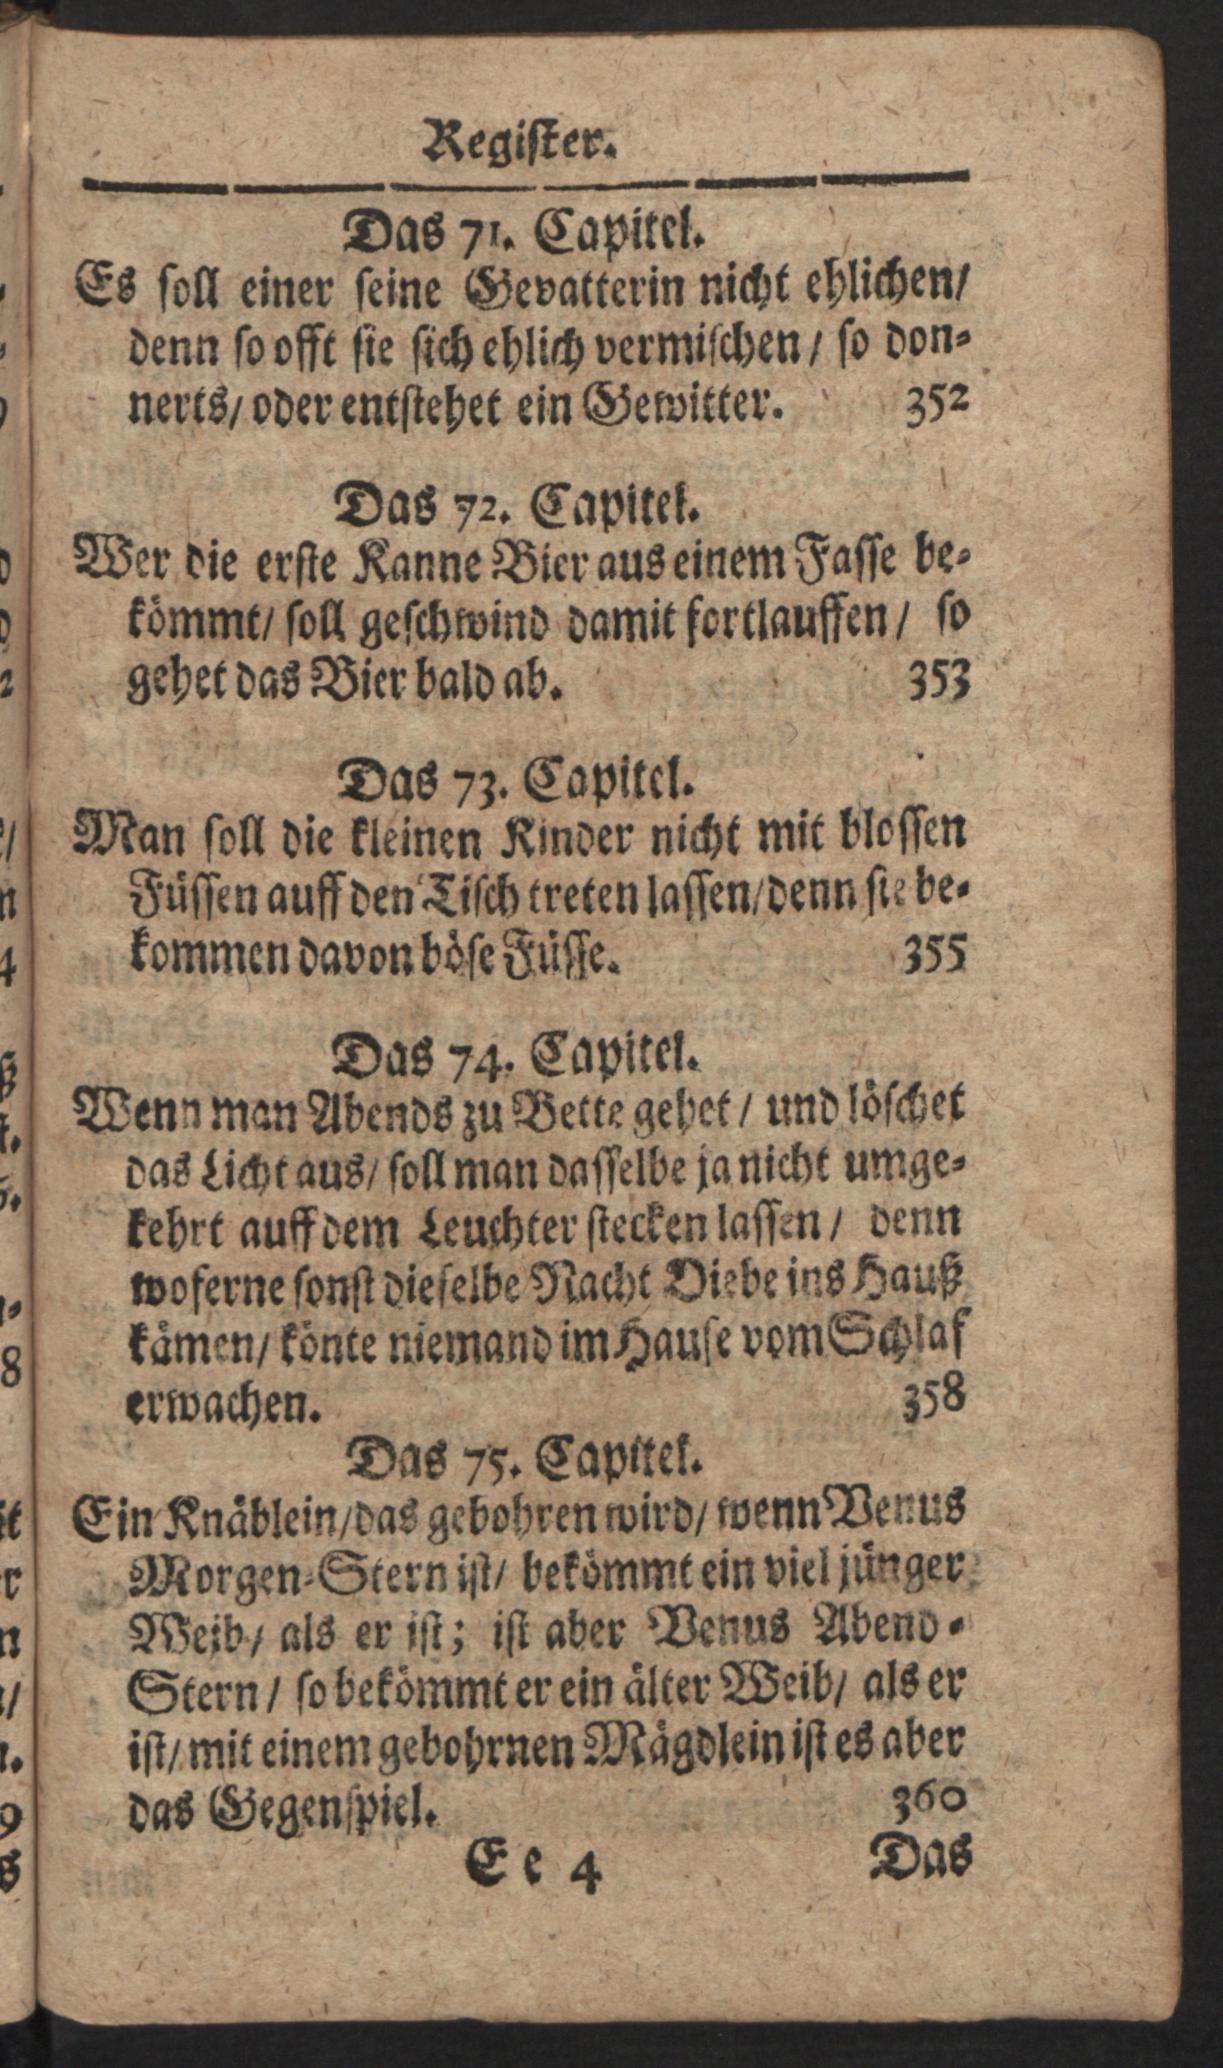 Register.
Das 71. Capitel.
Es soll einer seine Gevatterin nicht ehlichen/
denn so offt sie sich ehlich vermischen / so don-
nerts/ oder entstehet ein Gewitter. 352
Das 72. Capitel.
Wer die erste Kanne Bier aus einem Fasse be-
kömmt/ soll geschwind damit fortlauffen / so
gehet das Bier bald ab. 353
Das 73. Capitel.
Man soll die kleinen Kinder nicht mit blossen
Füssen auff den Tisch treten lassen/denn sie be-
kommen davon böse Füsse. 355
Das 74. Capitel.
Wenn man Abends zu Bette gehet / und löschet
das Licht aus/ soll man dasselbe ja nicht umge-
kehrt auff dem Leuchter stecken lassen / denn
woferne sonst dieselbe Nacht Diebe ins Hauß
kämen/ könte niemand im Hause vom Schlaf
erwachen. 358
Das 75. Capitel.
Ein Knäblein/das gebohren wird/ wenn Venus
Morgen-Stern ist/ bekömmt ein viel jünger
Weib/ als er ist; ist aber Venus Abend-
Stern / so bekömmt er ein älter Weib/ als er
ist/ mit einem gebohrnen Mägdlein ist es aber
das Gegenspiel. 360
Ee 4 Das